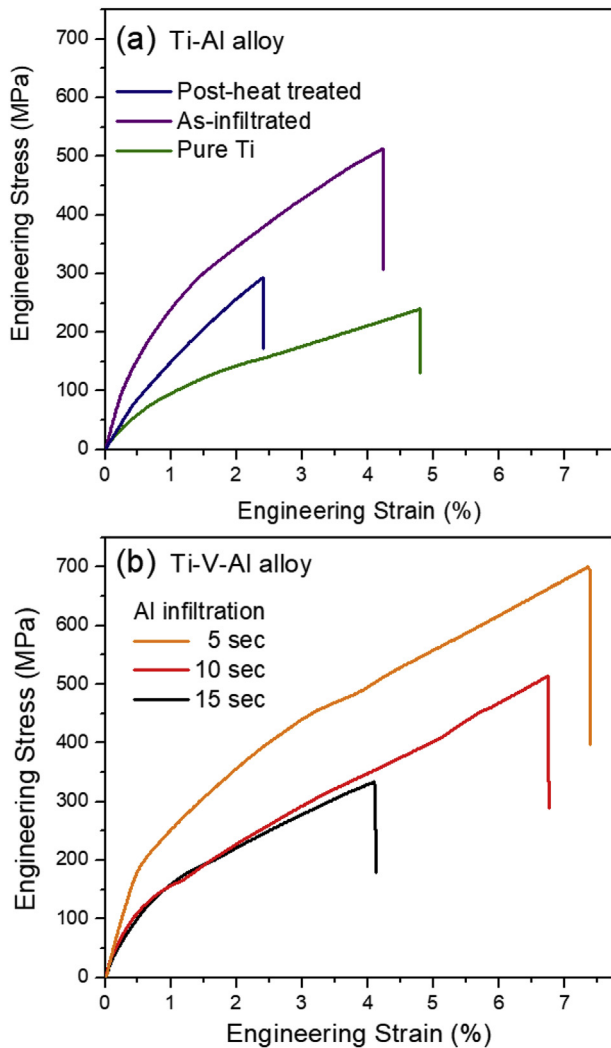 (a) Ti-Al alloy
Post-heat treated
As-infiltrated
Pure Ti
Engineering Stress (MPa)
700
600
500
400
300
200
100
0
0 1 2 3 4 5 6 7
Engineering Strain (%)
(b) Ti-V-Al alloy
Al infiltration
5 sec
10 sec
15 sec
Engineering Stress (MPa)
700
600
500
400
300
200
100
0
0 1 2 3 4 5 6 7
Engineering Strain (%)